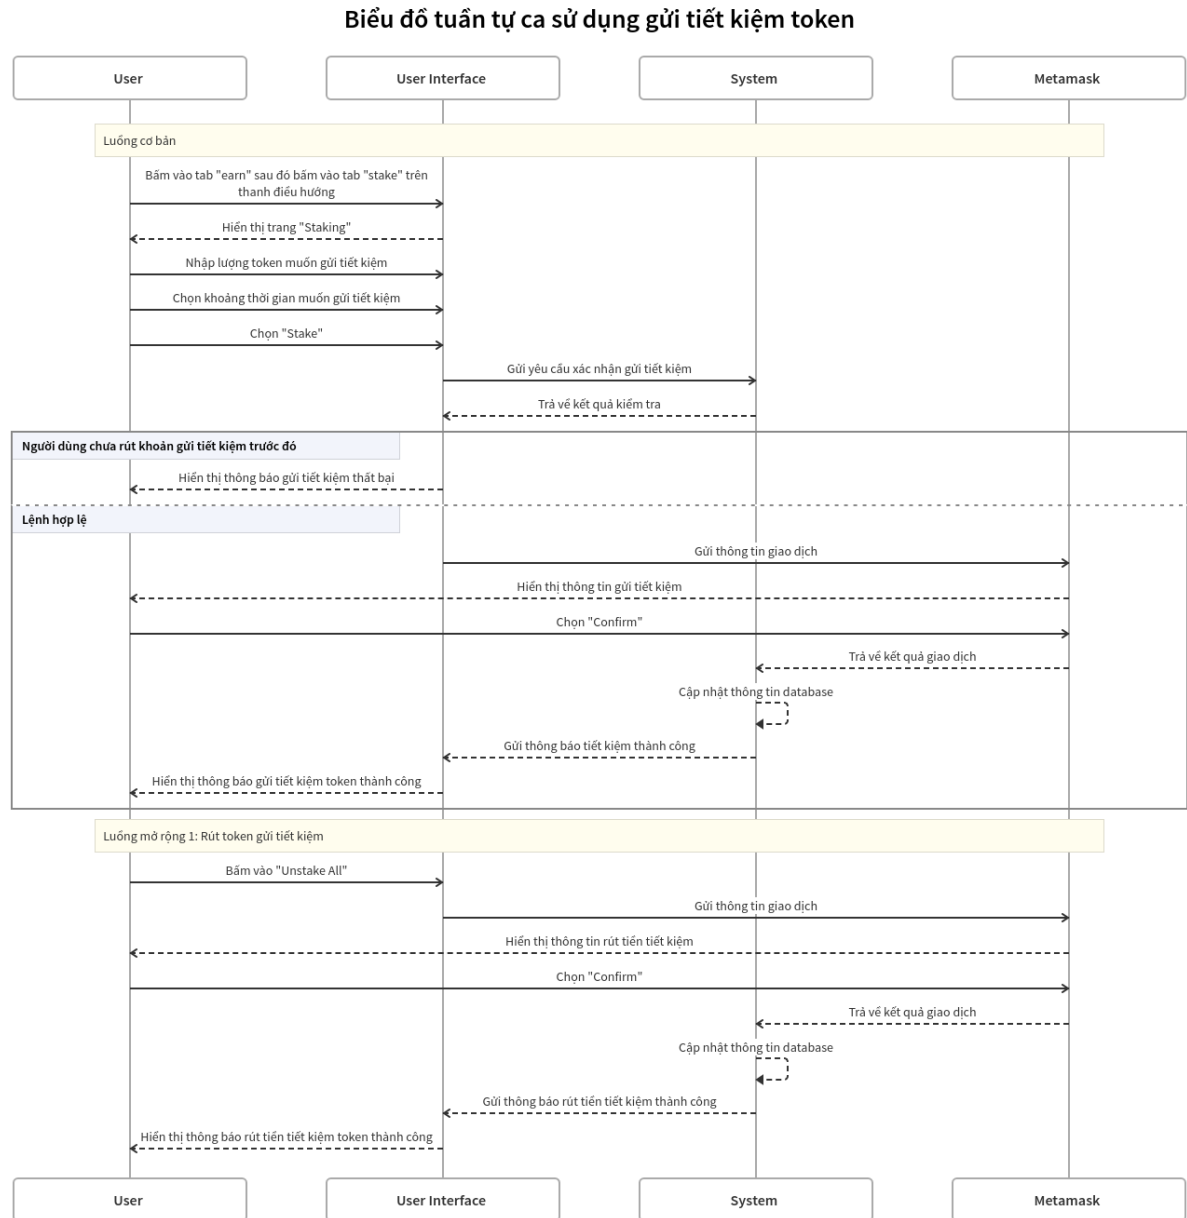 Biểu đồ tuần tự ca sử dụng gửi tiết kiệm token
User
User Interface
System
Metamask
Luồng cơ bản
Bấm vào tab "earn" sau đó bấm vào tab "stake" trên
thanh điều hướng
Hiển thị trang "Staking"
Nhập lượng token muốn gửi tiết kiệm
Chọn khoảng thời gian muốn gửi tiết kiệm
Chọn "Stake"
Gửi yêu cầu xác nhận gửi tiết kiệm
Trả về kết quả kiểm tra
Người dùng chưa rút khoản gửi tiết kiệm trước đó
Hiển thị thông báo gửi tiết kiệm thất bại
Lệnh hợp lệ
Gửi thông tin giao dịch
Hiển thị thông tin gửi tiết kiệm
Chọn "Confirm"
Trả về kết quả giao dịch
Cập nhật thông tin database
Gửi thông báo tiết kiệm thành công
Hiển thị thông báo gửi tiết kiệm token thành công
Luồng mở rộng 1: Rút token gửi tiết kiệm
Bấm vào "Unstake All"
Gửi thông tin giao dịch
Hiển thị thông tin rút tiền tiết kiệm
Chọn "Confirm"
Trả về kết quả giao dịch
Cập nhật thông tin database
Gửi thông báo rút tiền tiết kiệm thành công
Hiển thị thông báo rút tiền tiết kiệm token thành công
User
User Interface
System
Metamask